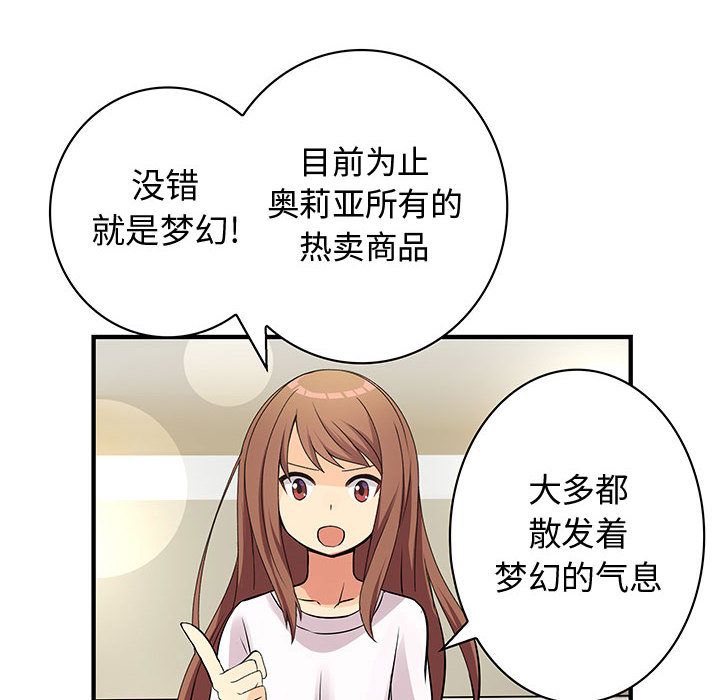 没错
就是梦幻!
目前为止
奥莉亚所有的
热卖商品
大多都
散发着
梦幻的气息